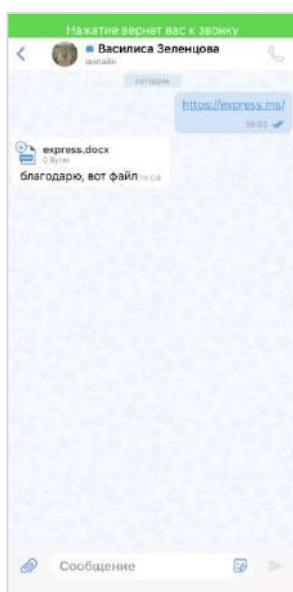 Нажатие вернет вас к звонку
Василиса Зеленцова
онлайн
сегодня
https://express.ms/
19:03
express.docx
0 Bytes
благодарю, вот файл 19:04
Сообщение